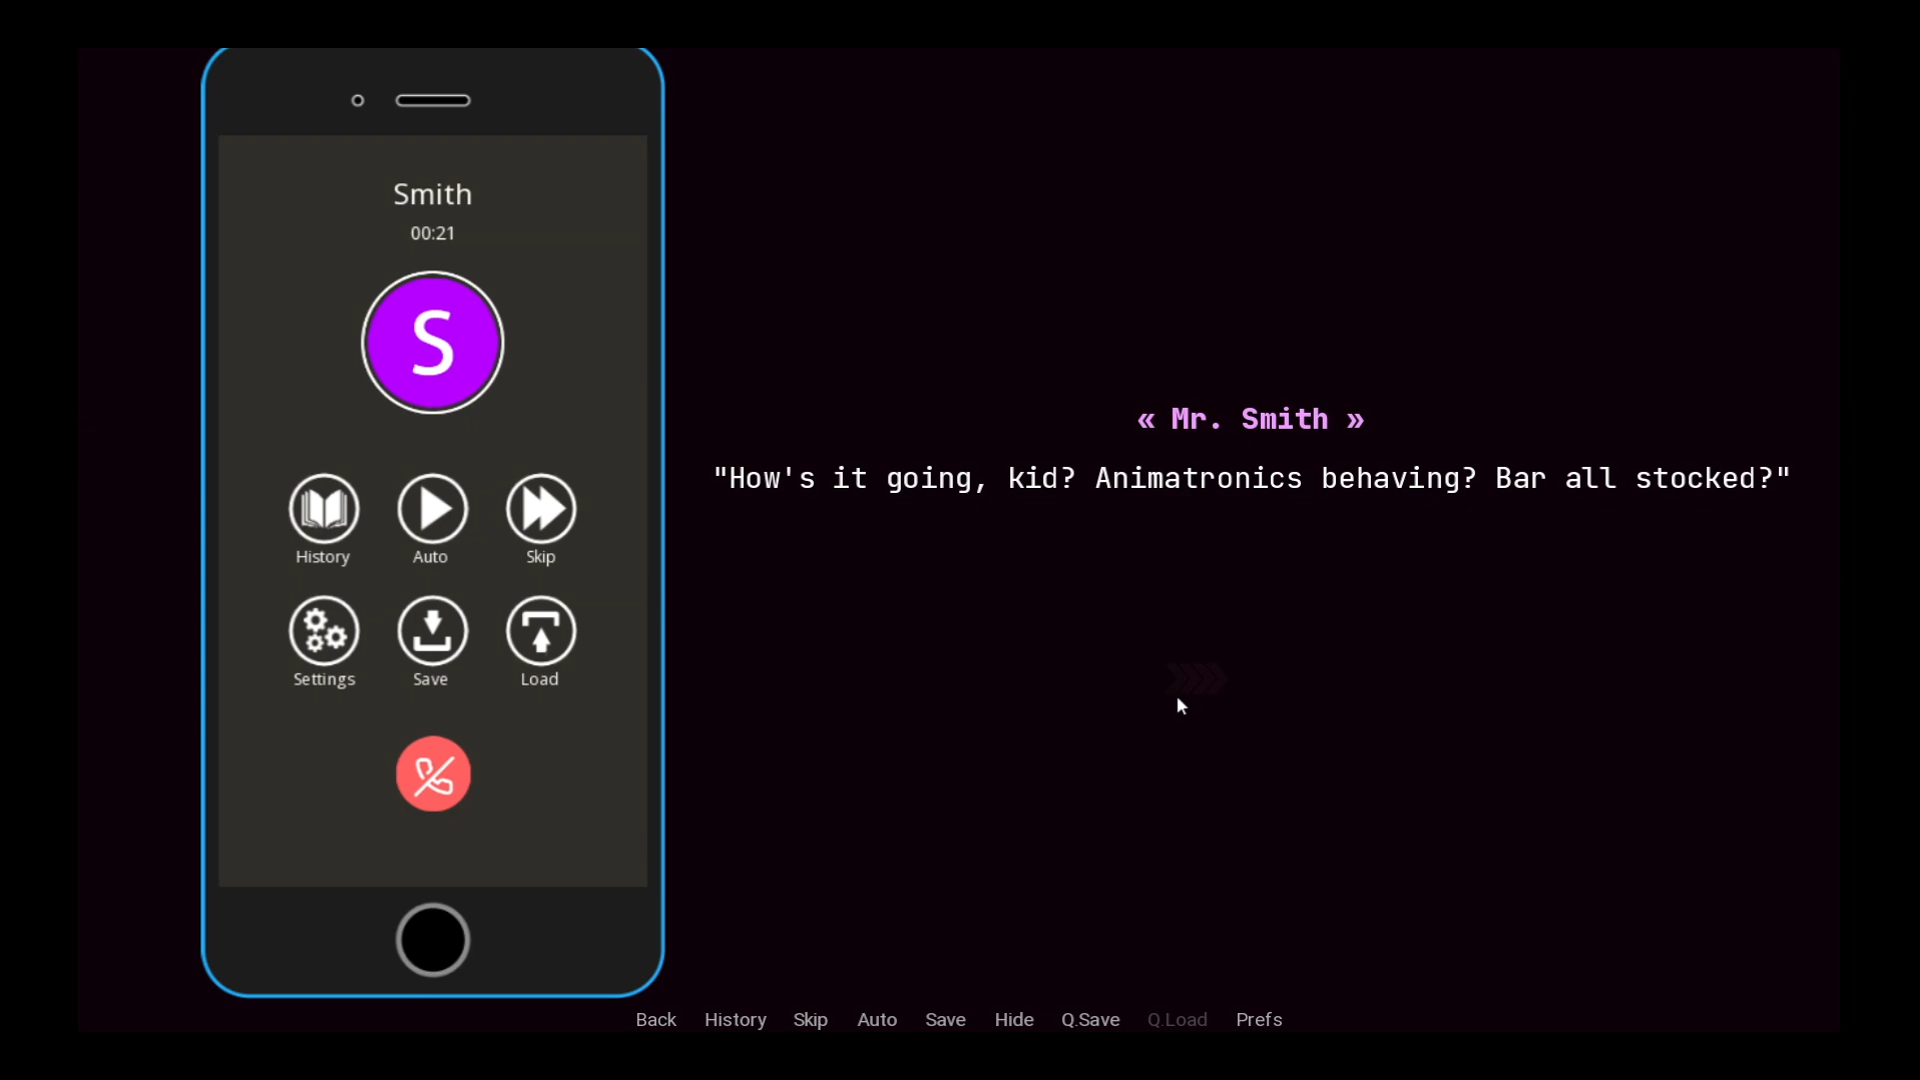 Smith
00:21
S
History Auto Skip
Settings Save Load
« Mr. Smith »
"How's it going, kid? Animatronics behaving? Bar all stocked?"
Back History Skip Auto Save Hide Q.Save Q.Load Prefs